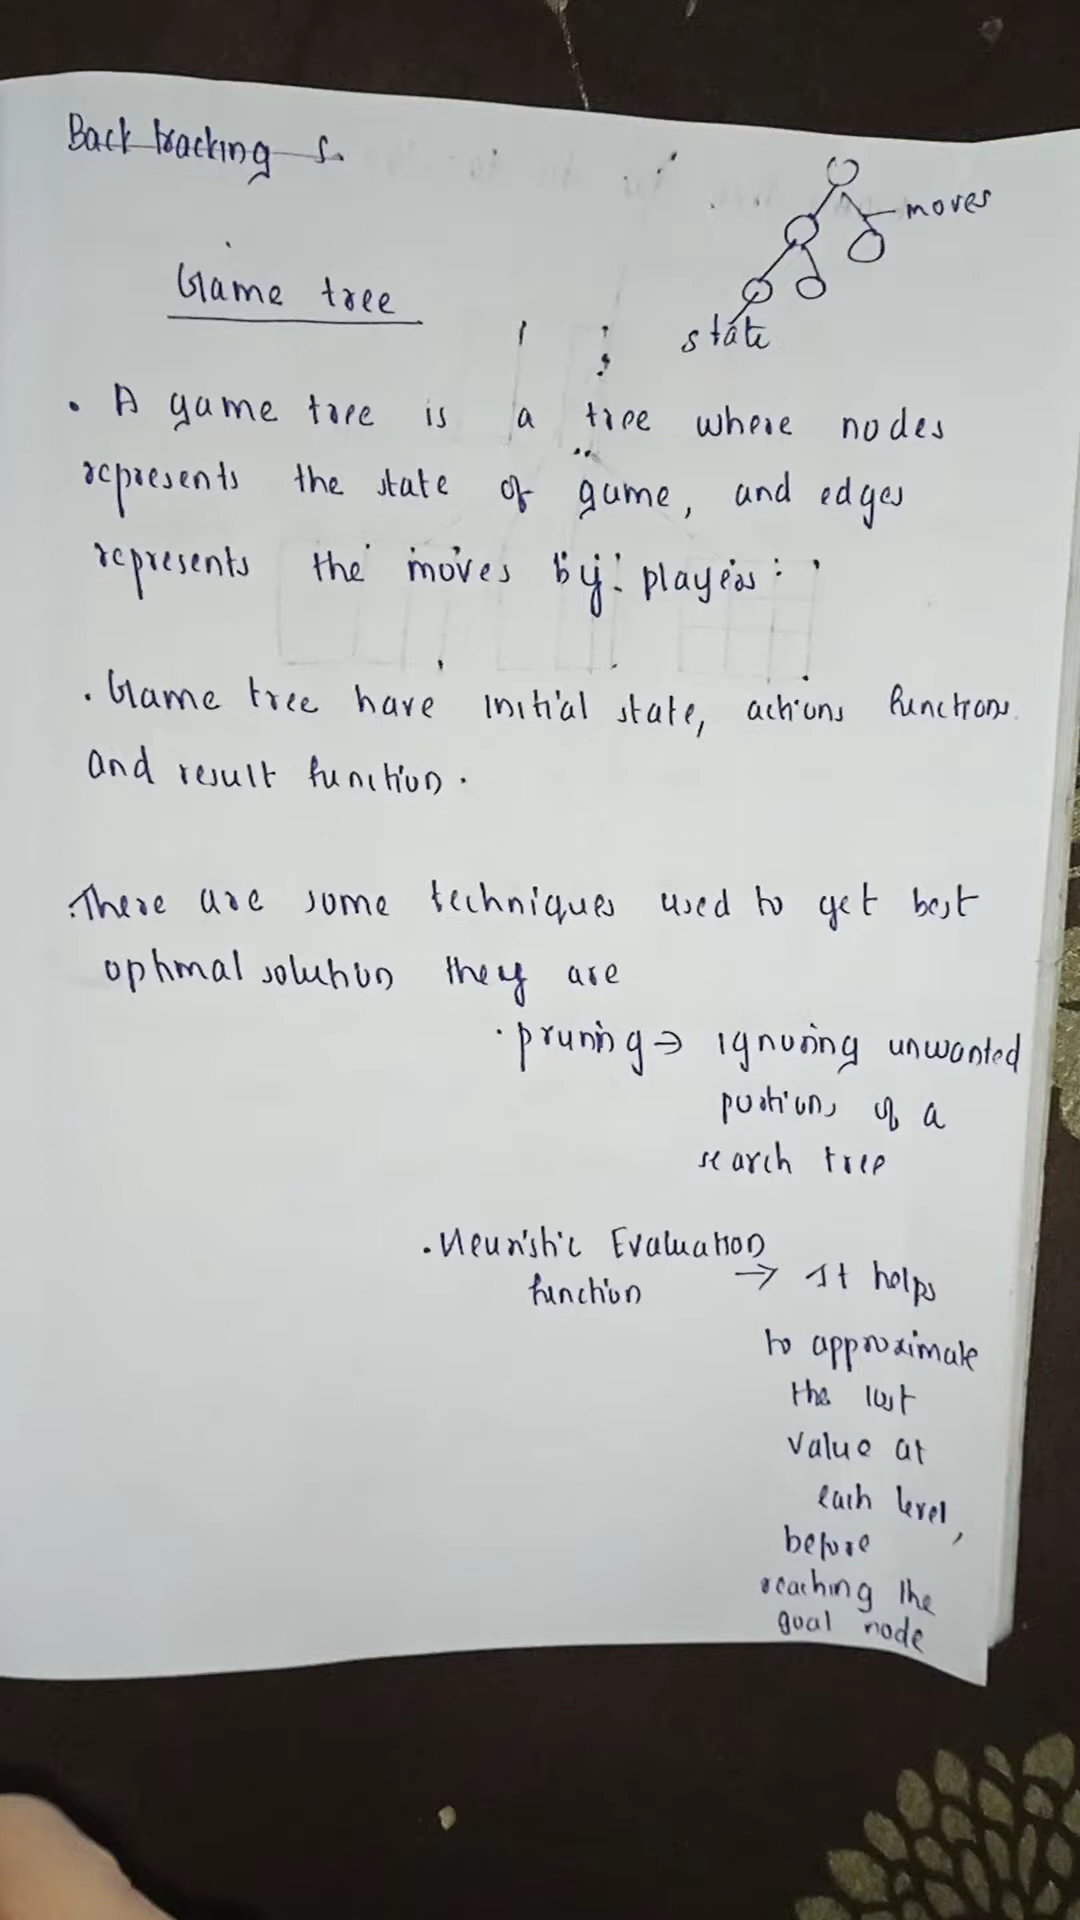 Back tracking S
moves
Game tree
state
. A game tree is a tree where nodes
represents the state of game, and edges
represents the moves by players
. Game tree have initial state, actions functions
and result function .
. There are some techniques used to get best
optimal solution they are
. pruning → ignoring unwanted
portions of a
search tree
. Heuristic Evaluation
function → It helps
to approximate
the cost
value at
each level,
before
reaching the
goal node